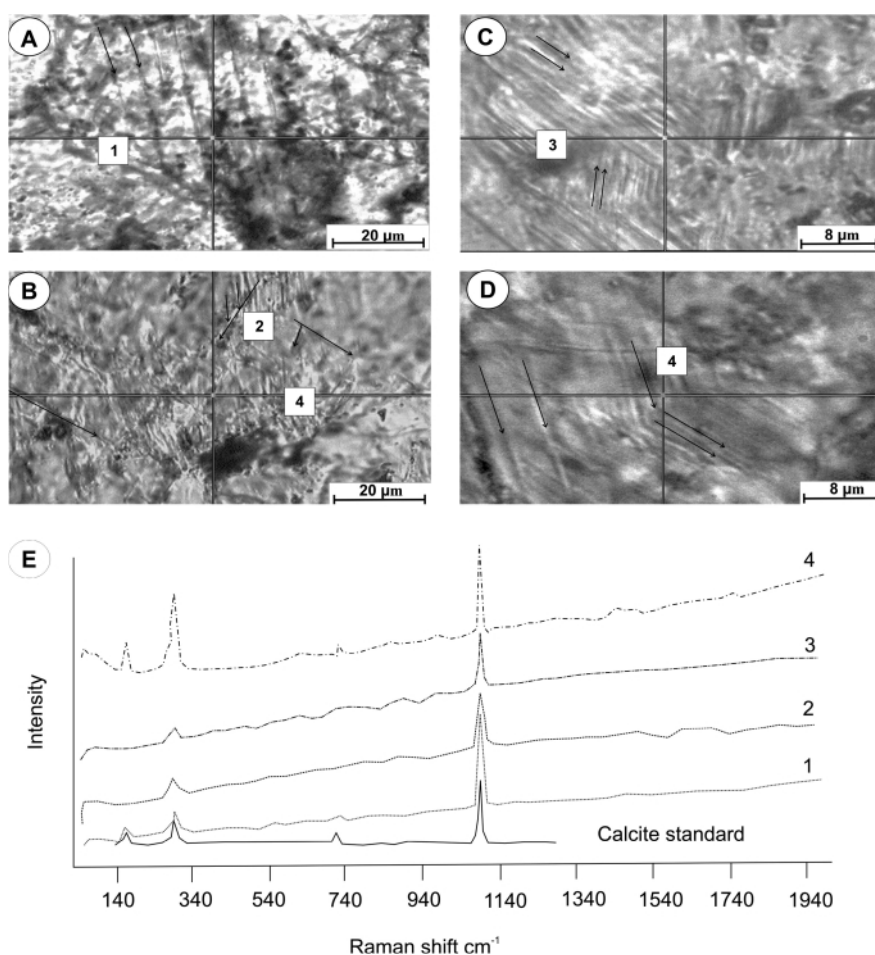 A
1
20 µm
C
3
8 µm
B
2
4
20 µm
D
4
8 µm
E
4
3
2
1
Calcite standard
Intensity
140 340 540 740 940 1140 1340 1540 1740 1940
Raman shift cm⁻¹